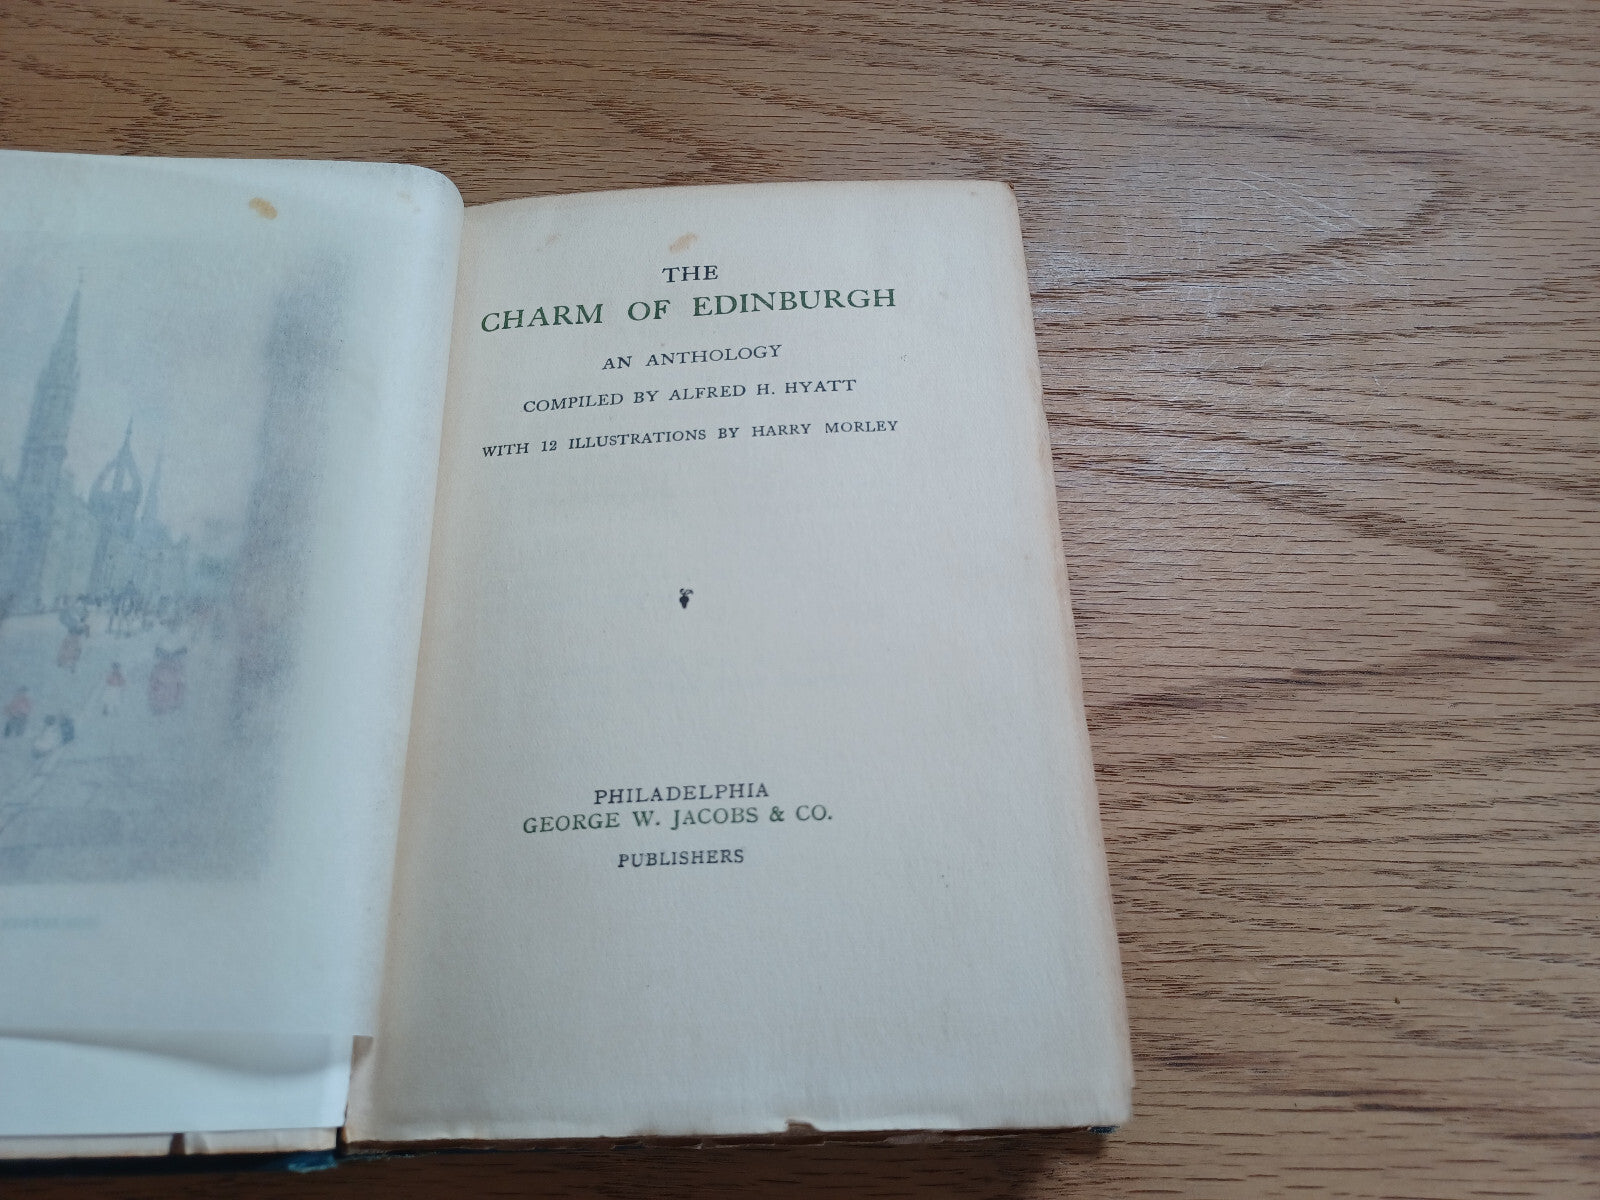 THE
CHARM OF EDINBURGH
AN ANTHOLOGY
COMPILED BY ALFRED H. HYATT
WITH 12 ILLUSTRATIONS BY HARRY MORLEY
PHILADELPHIA
GEORGE W. JACOBS & CO.
PUBLISHERS